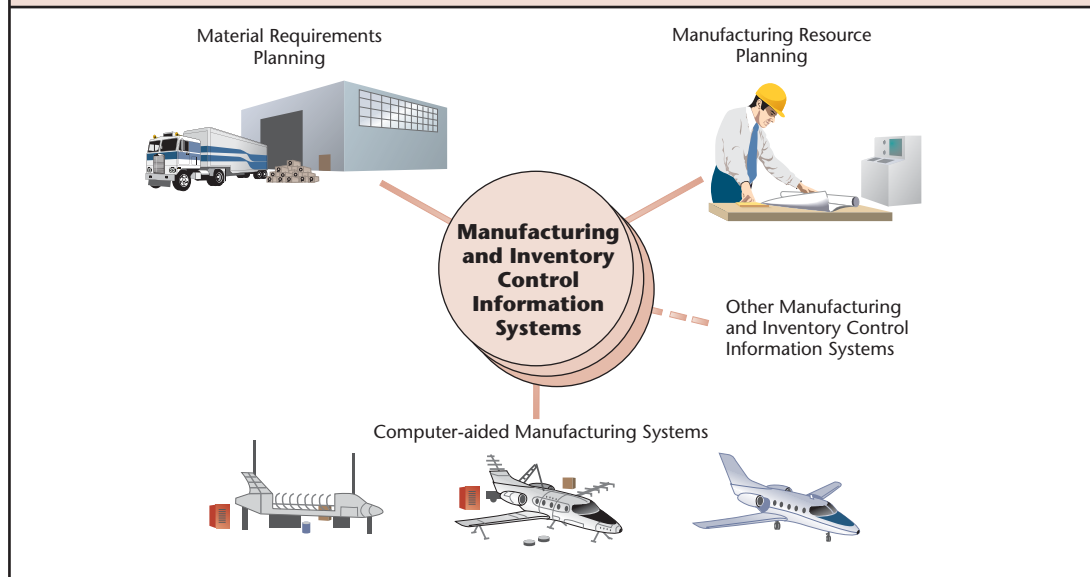 Material Requirements
Planning
Manufacturing Resource
Planning
Manufacturing
and Inventory
Control
Information
Systems
Other Manufacturing
and Inventory Control
Information Systems
Computer-aided Manufacturing Systems